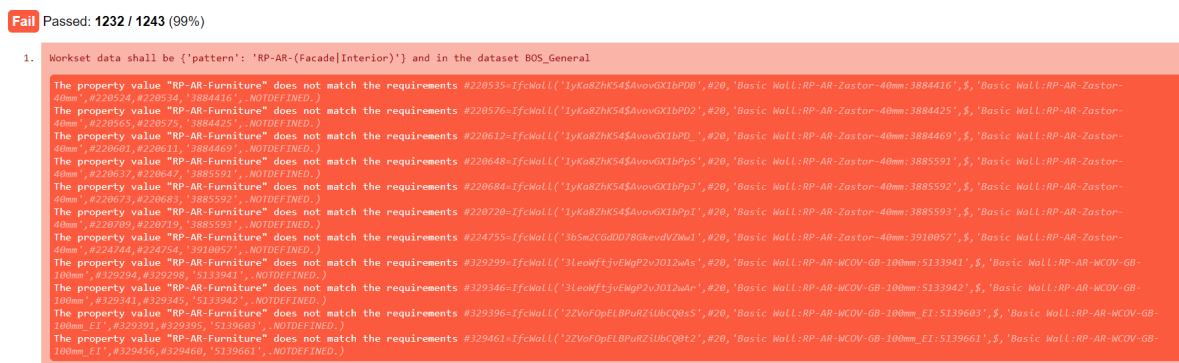 Fail Passed: 1232 / 1243 (99%)
1. Workset data shall be {'pattern': 'RP-AR-(Facade|Interior)'} and in the dataset BOS_General
The property value "RP-AR-Furniture" does not match the requirements #220535=IfcWall('1yKa8ZhK54$AvovGX1bPDB',#20,'Basic Wall:RP-AR-Zastor-40mm:3884416',$,'Basic Wall:RP-AR-Zastor-
40mm',#220524,#220534,'3884416',.NOTDEFINED.)
The property value "RP-AR-Furniture" does not match the requirements #220576=IfcWall('1yKa8ZhK54$AvovGX1bPD2',#20,'Basic Wall:RP-AR-Zastor-40mm:3884425',$,'Basic Wall:RP-AR-Zastor-
40mm',#220565,#220575,'3884425',.NOTDEFINED.)
The property value "RP-AR-Furniture" does not match the requirements #220612=IfcWall('1yKa8ZhK54$AvovGX1bPD_',#20,'Basic Wall:RP-AR-Zastor-40mm:3884469',$,'Basic Wall:RP-AR-Zastor-
40mm',#220601,#220611,'3884469',.NOTDEFINED.)
The property value "RP-AR-Furniture" does not match the requirements #220648=IfcWall('1yKa8ZhK54$AvovGX1bPpS',#20,'Basic Wall:RP-AR-Zastor-40mm:3885591',$,'Basic Wall:RP-AR-Zastor-
40mm',#220637,#220647,'3885591',.NOTDEFINED.)
The property value "RP-AR-Furniture" does not match the requirements #220684=IfcWall('1yKa8ZhK54$AvovGX1bPpJ',#20,'Basic Wall:RP-AR-Zastor-40mm:3885592',$,'Basic Wall:RP-AR-Zastor-
40mm',#220673,#220683,'3885592',.NOTDEFINED.)
The property value "RP-AR-Furniture" does not match the requirements #220720=IfcWall('1yKa8ZhK54$AvovGX1bPpI',#20,'Basic Wall:RP-AR-Zastor-40mm:3885593',$,'Basic Wall:RP-AR-Zastor-
40mm',#220709,#220719,'3885593',.NOTDEFINED.)
The property value "RP-AR-Furniture" does not match the requirements #224755=IfcWall('3bSm2CGdDD78GkevdVZWw1',#20,'Basic Wall:RP-AR-Zastor-40mm:3910057',$,'Basic Wall:RP-AR-Zastor-
40mm',#224744,#224754,'3910057',.NOTDEFINED.)
The property value "RP-AR-Furniture" does not match the requirements #329299=IfcWall('3LeoWftjvEWgP2vJO12wAs',#20,'Basic Wall:RP-AR-WCOV-GB-100mm:5133941',$,'Basic Wall:RP-AR-WCOV-GB-
100mm',#329294,#329298,'5133941',.NOTDEFINED.)
The property value "RP-AR-Furniture" does not match the requirements #329346=IfcWall('3LeoWftjvEWgP2vJO12wAr',#20,'Basic Wall:RP-AR-WCOV-GB-100mm:5133942',$,'Basic Wall:RP-AR-WCOV-GB-
100mm',#329341,#329345,'5133942',.NOTDEFINED.)
The property value "RP-AR-Furniture" does not match the requirements #329396=IfcWall('2ZVoFOpELBPuRZiUbCQ0sS',#20,'Basic Wall:RP-AR-WCOV-GB-100mm_EI:5139603',$,'Basic Wall:RP-AR-WCOV-GB-
100mm_EI',#329391,#329395,'5139603',.NOTDEFINED.)
The property value "RP-AR-Furniture" does not match the requirements #329461=IfcWall('2ZVoFOpELBPuRZiUbCQ0t2',#20,'Basic Wall:RP-AR-WCOV-GB-100mm_EI:5139661',$,'Basic Wall:RP-AR-WCOV-GB-
100mm_EI',#329456,#329460,'5139661',.NOTDEFINED.)